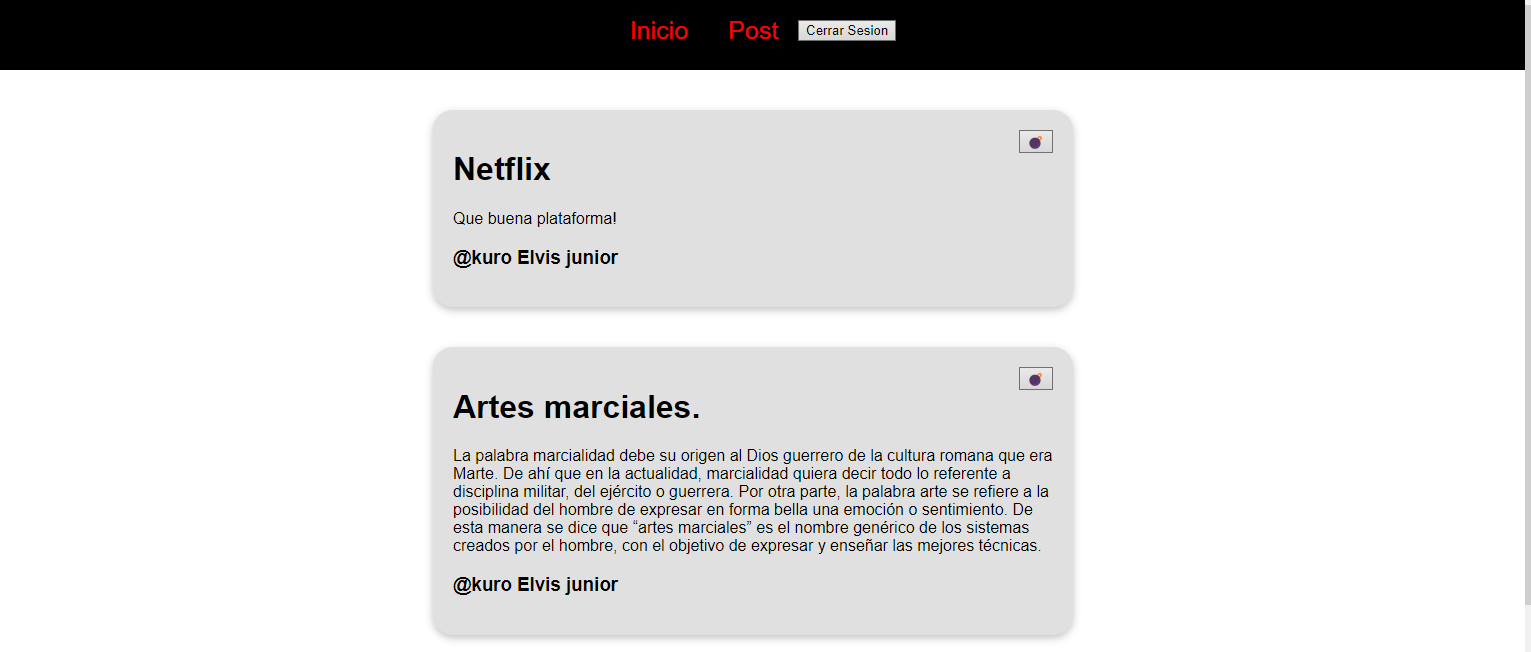 Inicio Post Cerrar Sesion
Netflix
Que buena plataforma!
@kuro Elvis junior
Artes marciales.
La palabra marcialidad debe su origen al Dios guerrero de la cultura romana que era
Marte. De ahí que en la actualidad, marcialidad quiera decir todo lo referente a
disciplina militar, del ejército o guerrera. Por otra parte, la palabra arte se refiere a la
posibilidad del hombre de expresar en forma bella una emoción o sentimiento. De
esta manera se dice que “artes marciales” es el nombre genérico de los sistemas
creados por el hombre, con el objetivo de expresar y enseñar las mejores técnicas.
@kuro Elvis junior